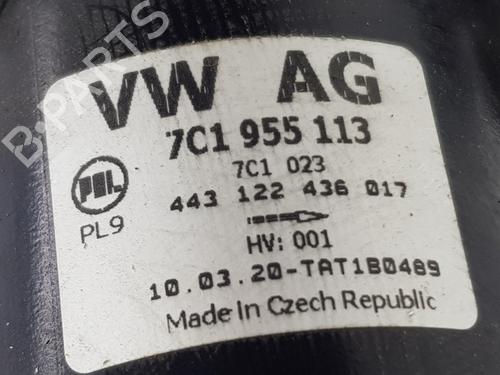 VW AG
7C1 955 113
7C1 023
PAL
443 122 436 017
PL9
HV: 001
10.03.20-TAT1B0489
Made in Czech Republic
B-PARTS